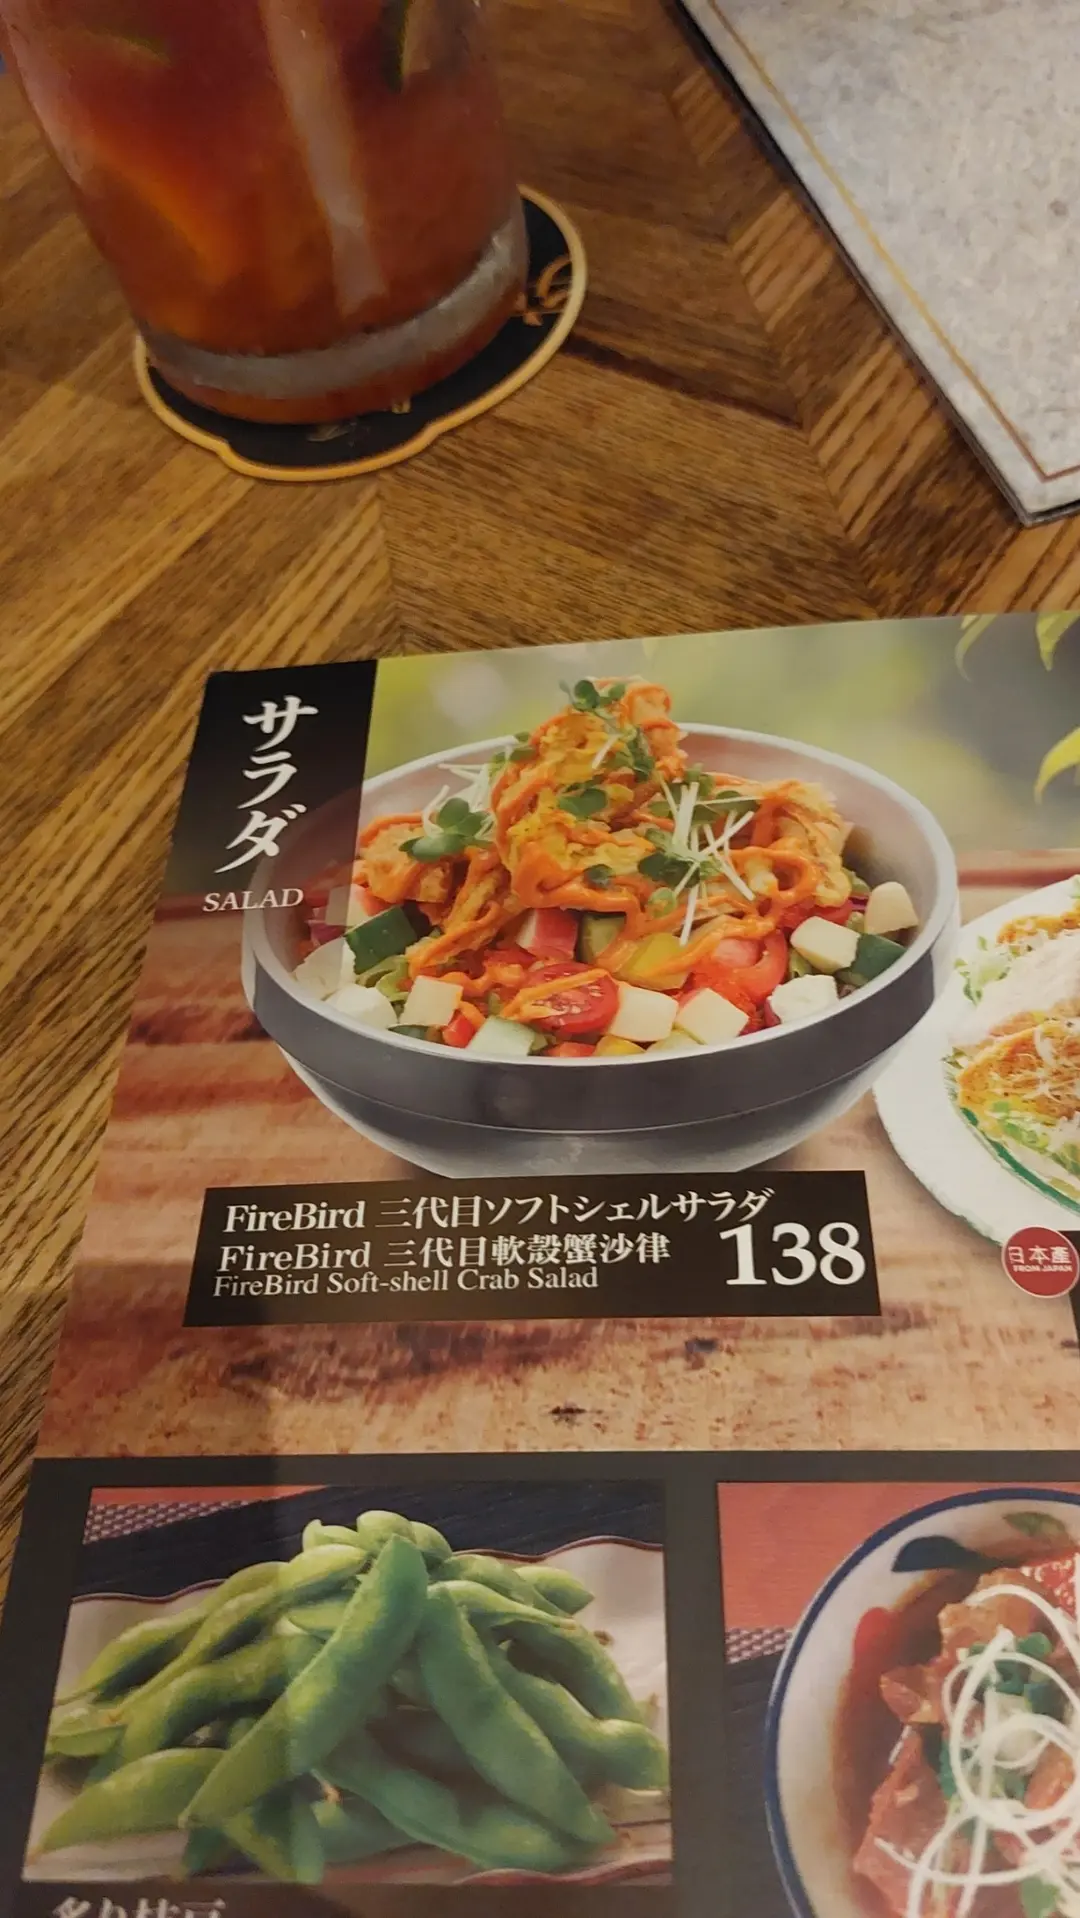 サラダ
SALAD
FireBird 三代目ソフトシェルサラダ
FireBird 三代目軟殼蟹沙律
FireBird Soft-shell Crab Salad
138
日本產
FROM JAPAN